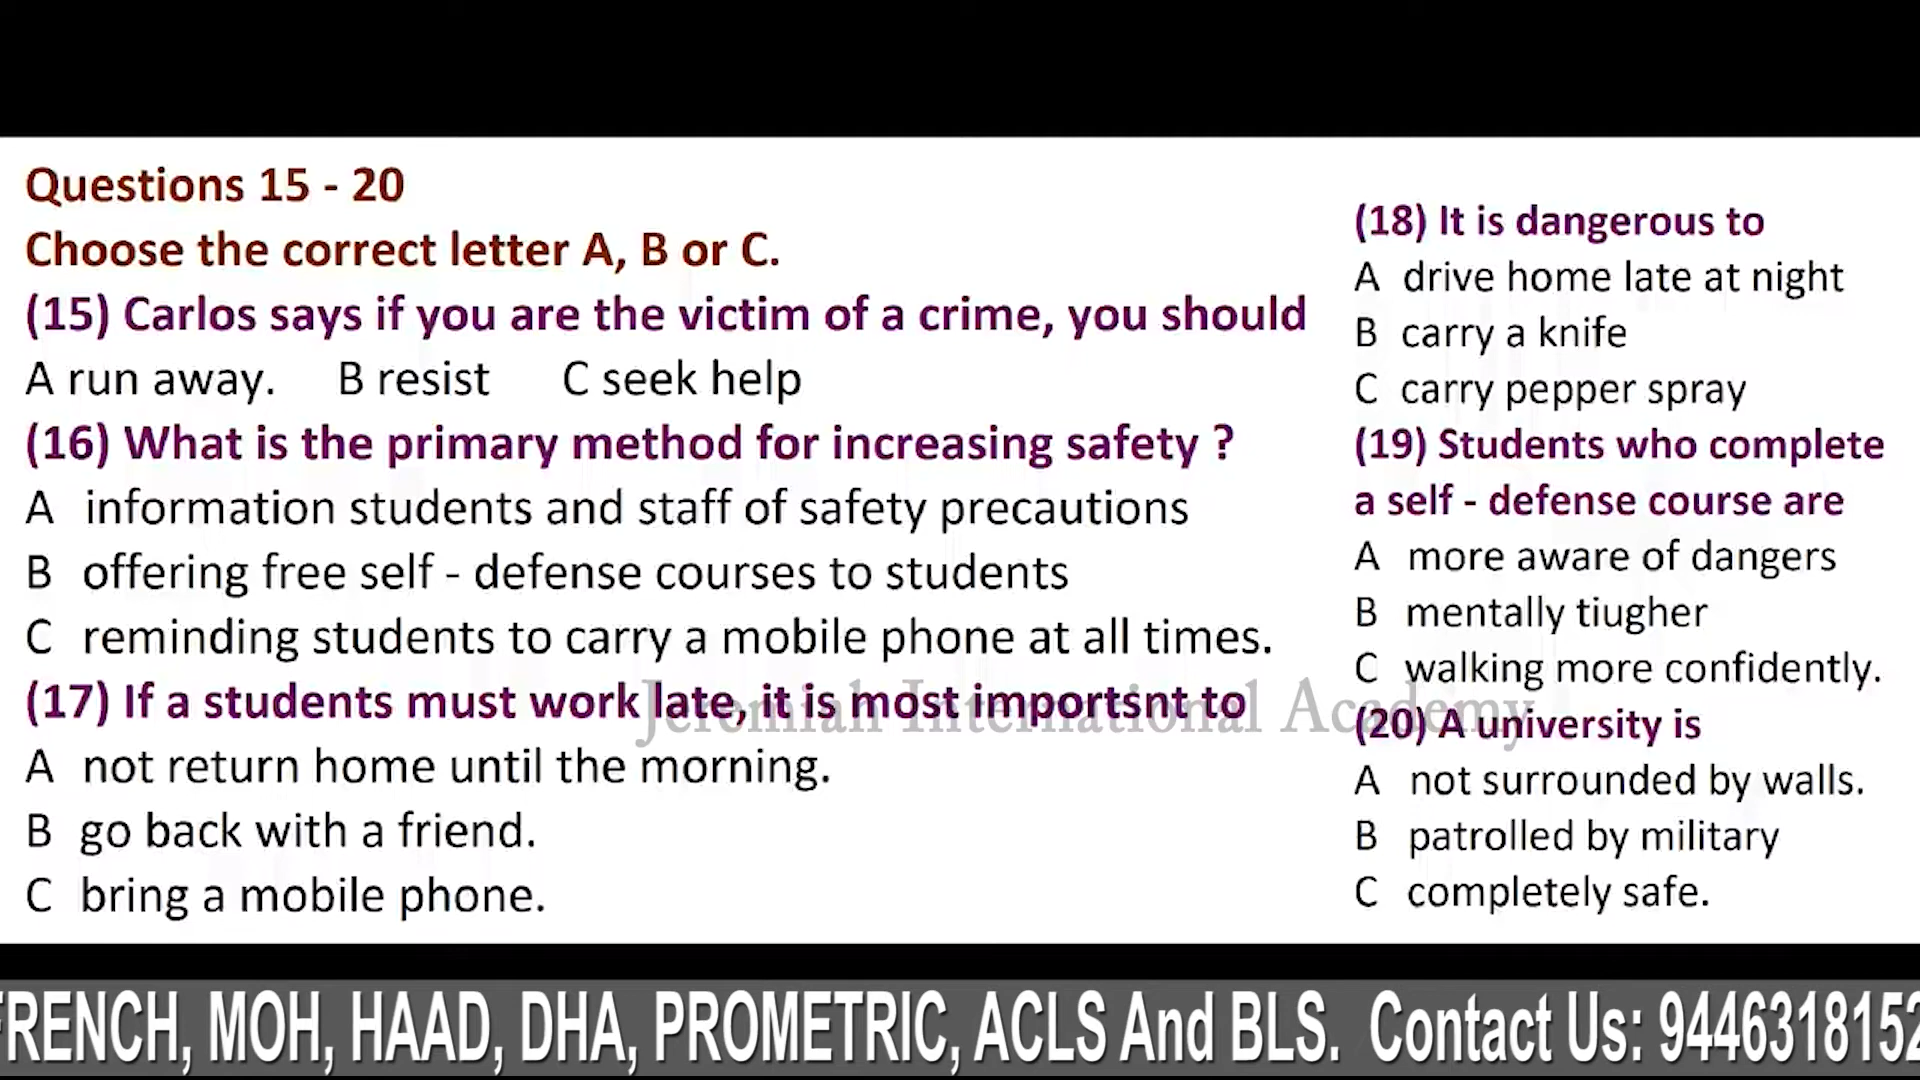 Questions 15 - 20
Choose the correct letter A, B or C.
(15) Carlos says if you are the victim of a crime, you should
A run away. B resist C seek help
(16) What is the primary method for increasing safety ?
A information students and staff of safety precautions
B offering free self - defense courses to students
C reminding students to carry a mobile phone at all times.
(17) If a students must work late, it is most importsnt to
A not return home until the morning.
B go back with a friend.
C bring a mobile phone.
(18) It is dangerous to
A drive home late at night
B carry a knife
C carry pepper spray
(19) Students who complete
a self - defense course are
A more aware of dangers
B mentally tiugher
C walking more confidently.
(20) A university is
A not surrounded by walls.
B patrolled by military
C completely safe.
Jeremiah International Academy
FRENCH, MOH, HAAD, DHA, PROMETRIC, ACLS And BLS. Contact Us: 9446318152